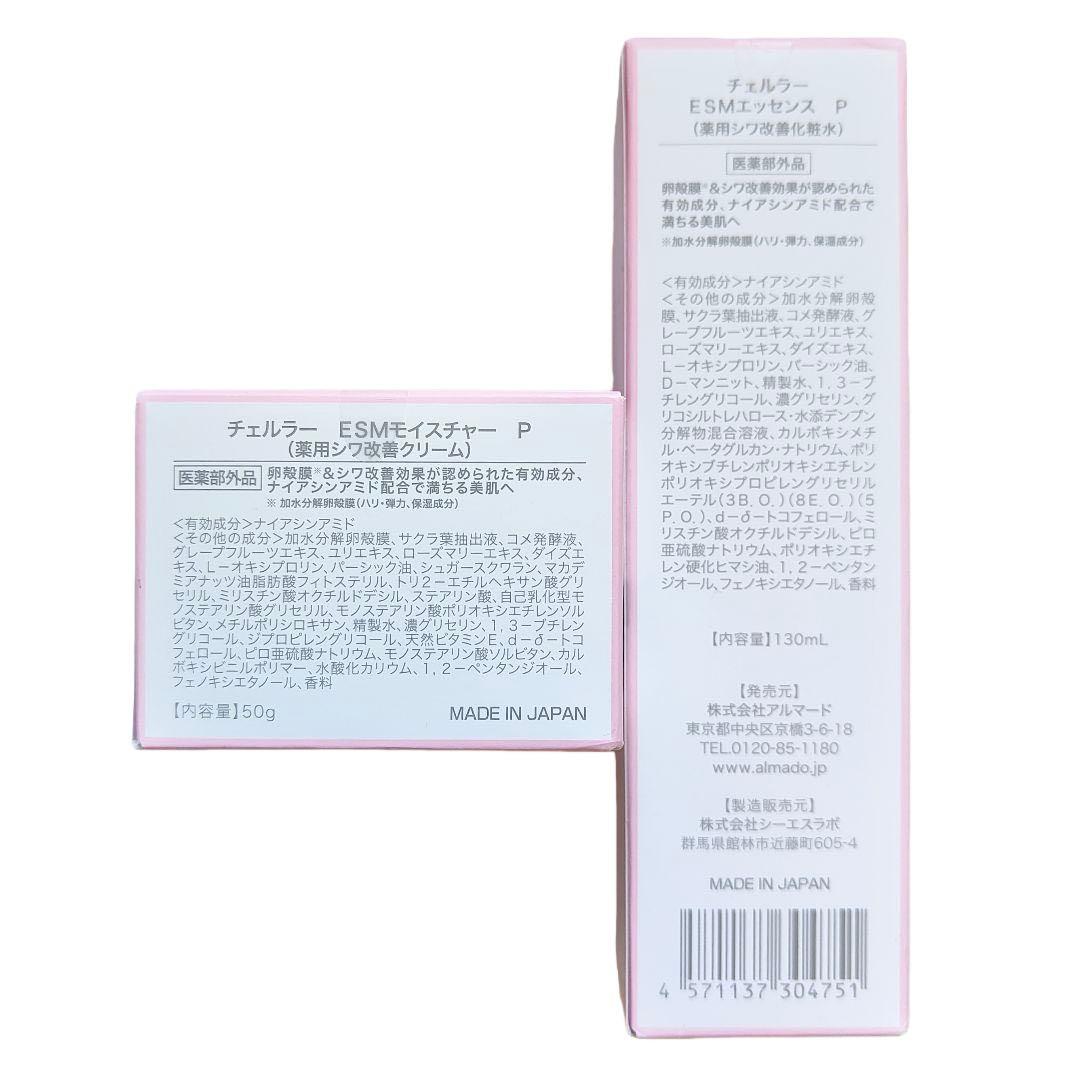 チェルラー ESMモイスチャー P
(薬用シワ改善クリーム)
医薬部外品
卵殻膜※&シワ改善効果が認められた有効成分、
ナイアシンアミド配合で満ちる美肌へ
※ 加水分解卵殻膜(ハリ・弾力、保湿成分)
<有効成分>ナイアシンアミド
<その他の成分>加水分解卵殻膜、サクラ葉抽出液、コメ発酵液、
グレープフルーツエキス、ユリエキス、ローズマリーエキス、ダイズエ
キス、L-オキシプロリン、パーシック油、シュガースクワラン、マカデ
ミアナッツ油脂肪酸フィトステリル、トリ2-エチルヘキサン酸グリ
セリル、ミリスチン酸オクチルドデシル、ステアリン酸、自己乳化型モ
ノステアリン酸グリセリル、モノステアリン酸ポリオキシエチレンソル
ビタン、メチルポリシロキサン、精製水、濃グリセリン、1,3-ブチレン
グリコール、ジプロピレングリコール、天然ビタミンE、d-δ-トコ
フェロール、ピロ亜硫酸ナトリウム、モノステアリン酸ソルビタン、カル
ボキシビニルポリマー、水酸化カリウム、1,2-ペンタンジオール、
フェノキシエタノール、香料
【内容量】50g
MADE IN JAPAN
チェルラー
ESMエッセンス P
(薬用シワ改善化粧水)
医薬部外品
卵殻膜※&シワ改善効果が認められた
有効成分、ナイアシンアミド配合で
満ちる美肌へ
※加水分解卵殻膜(ハリ・弾力、保湿成分)
<有効成分>ナイアシンアミド
<その他の成分>加水分解卵殻
膜、サクラ葉抽出液、コメ発酵液、グ
レープフルーツエキス、ユリエキス、
ローズマリーエキス、ダイズエキス、
L-オキシプロリン、パーシック油、
D-マンニット、精製水、1,3-ブ
チレングリコール、濃グリセリン、グ
リコシルトレハロース・水添デンプン
分解物混合溶液、カルボキシメチ
ル・ベータグルカン・ナトリウム、ポリ
オキシブチレンポリオキシエチレン
ポリオキシプロピレングリセリル
エーテル(3B.O.)(8E.O.)(5
P.O.)、d-δ-トコフェロール、ミ
リスチン酸オクチルドデシル、ピロ
亜硫酸ナトリウム、ポリオキシエチ
レン硬化ヒマシ油、1,2-ペンタン
ジオール、フェノキシエタノール、香料
【内容量】130mL
【発売元】
株式会社アルマード
東京都中央区京橋3-6-18
TEL.0120-85-1180
www.almado.jp
【製造販売元】
株式会社シーエスラボ
群馬県館林市近藤町605-4
MADE IN JAPAN
4 571137 304751